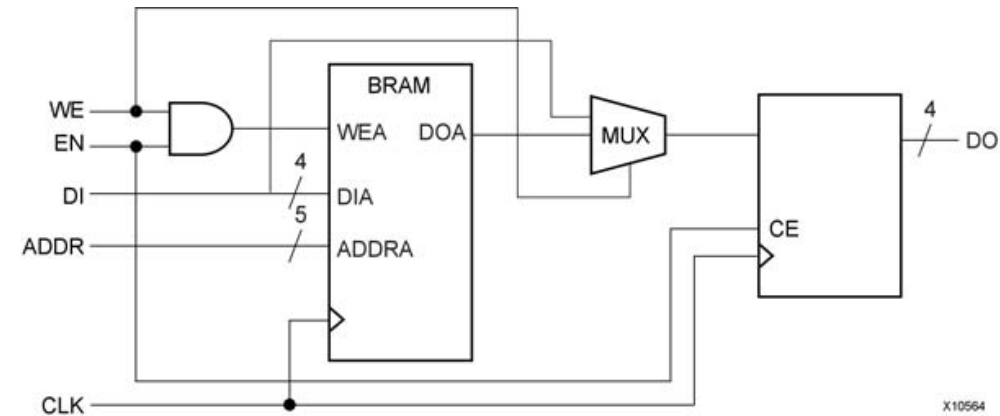 BRAM
WE
EN
WEA
DOA
MUX
4
DO
4
DI
DIA
5
ADDR
ADDRA
CE
CLK
X10564